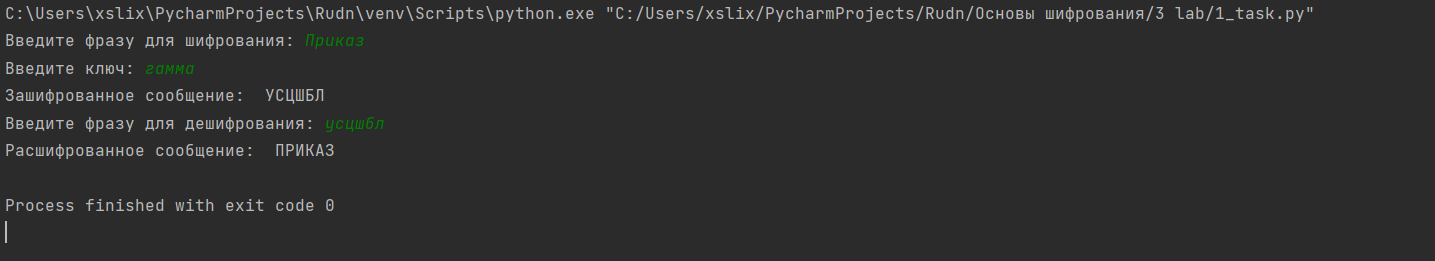 C:\Users\xslix\PycharmProjects\Rudn\venv\Scripts\python.exe "C:/Users/xslix/PycharmProjects/Rudn/Основы шифрования/3 lab/1_task.py"
Введите фразу для шифрования: Приказ
Введите ключ: гамма
Зашифрованное сообщение:  УСЦШБЛ
Введите фразу для дешифрования: усцшбл
Расшифрованное сообщение:  ПРИКАЗ
Process finished with exit code 0